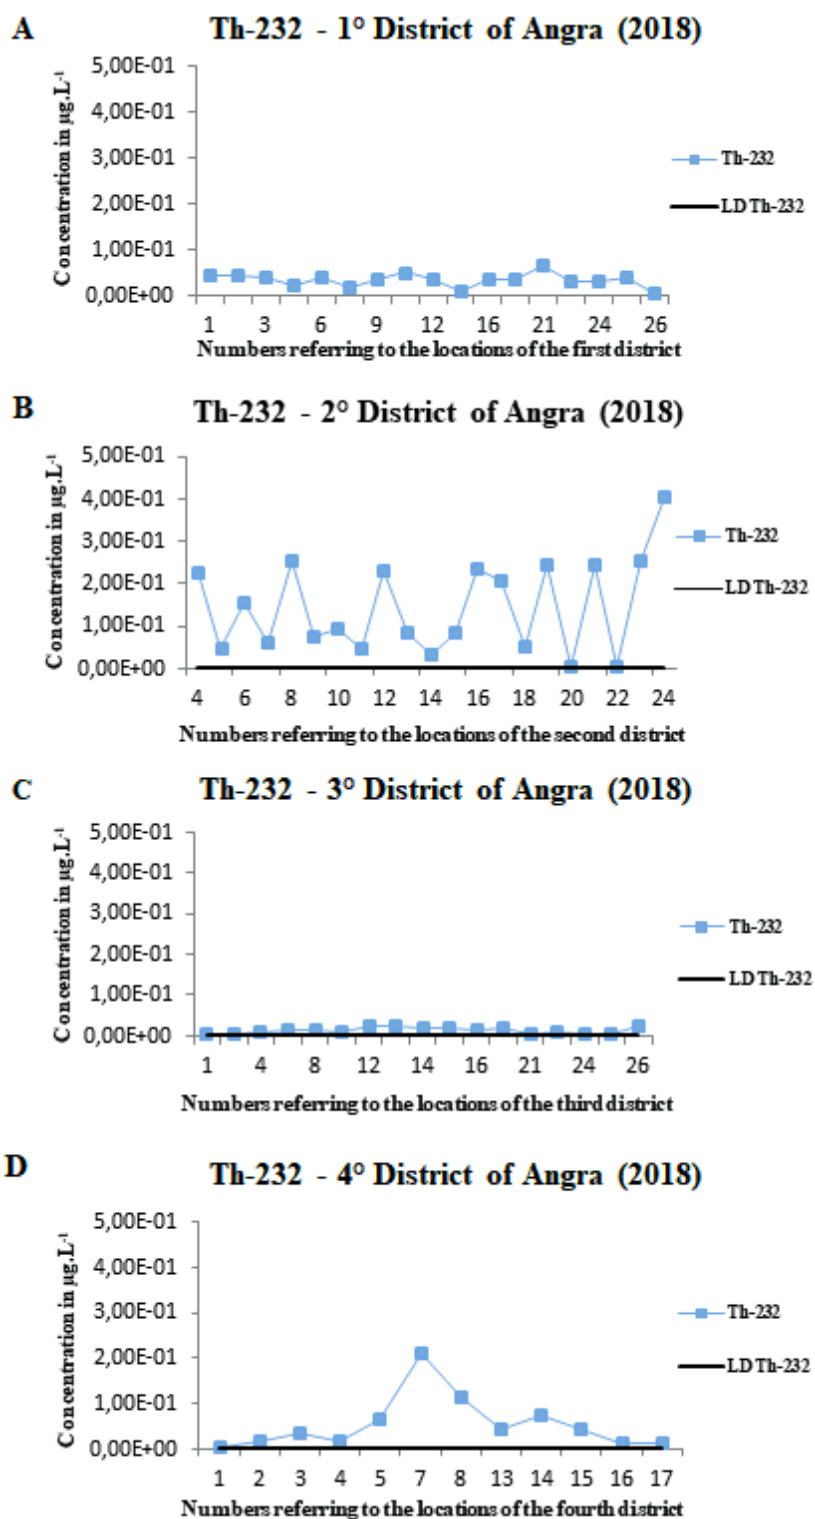 A
Th-232 - 1° District of Angra (2018)
Concentration in µg.L-1
5,00E-01
4,00E-01
3,00E-01
2,00E-01
1,00E-01
0,00E+00
1 3 6 9 12 16 21 24 26
Numbers referring to the locations of the first district
Th-232
LD Th-232
B
Th-232 - 2° District of Angra (2018)
Concentration in µg.L-1
5,00E-01
4,00E-01
3,00E-01
2,00E-01
1,00E-01
0,00E+00
4 6 8 10 12 14 16 18 20 22 24
Numbers referring to the locations of the second district
Th-232
LD Th-232
C
Th-232 - 3° District of Angra (2018)
Concentration in µg.L-1
5,00E-01
4,00E-01
3,00E-01
2,00E-01
1,00E-01
0,00E+00
1 4 8 12 14 16 21 24 26
Numbers referring to the locations of the third district
Th-232
LD Th-232
D
Th-232 - 4° District of Angra (2018)
Concentration in µg.L-1
5,00E-01
4,00E-01
3,00E-01
2,00E-01
1,00E-01
0,00E+00
1 2 3 4 5 7 8 13 14 15 16 17
Numbers referring to the locations of the fourth district
Th-232
LD Th-232